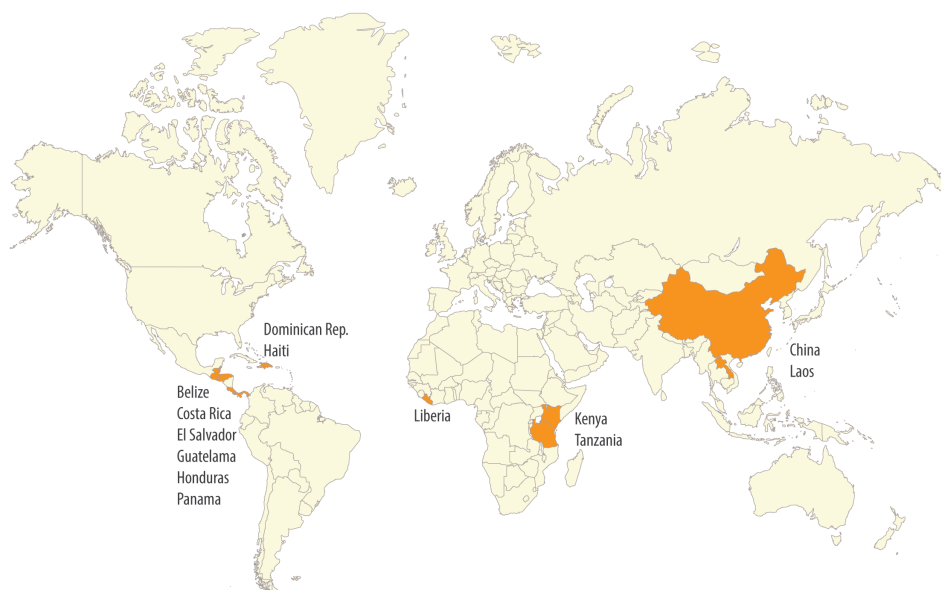 Dominican Rep.
Haiti
Belize
Costa Rica
El Salvador
Guatelama
Honduras
Panama
Liberia
Kenya
Tanzania
China
Laos